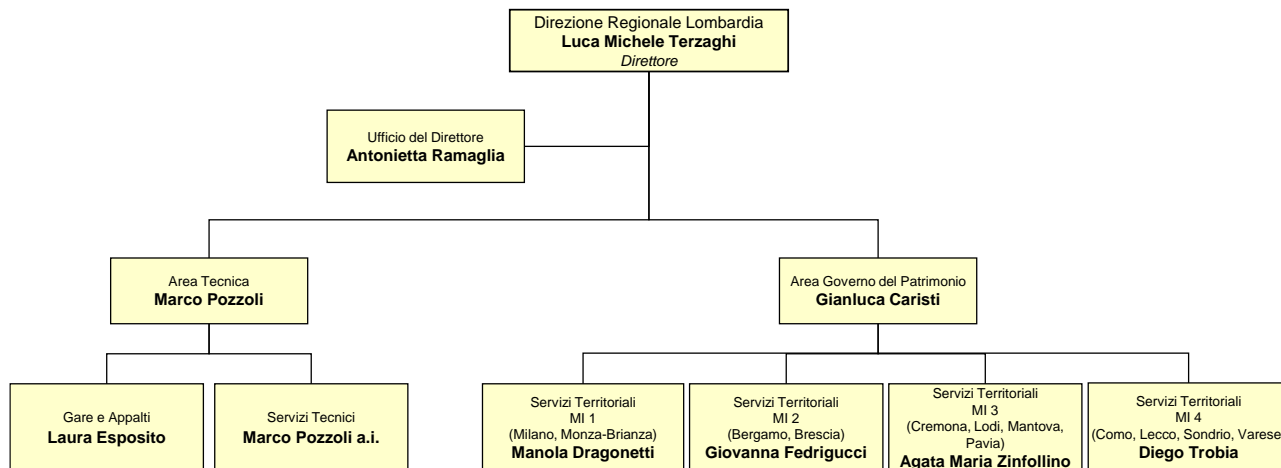 Direzione Regionale Lombardia
Luca Michele Terzaghi
Direttore
Ufficio del Direttore
Antonietta Ramaglia
Area Tecnica
Marco Pozzoli
Area Governo del Patrimonio
Gianluca Caristi
Gare e Appalti
Laura Esposito
Servizi Tecnici
Marco Pozzoli a.i.
Servizi Territoriali
MI 1
(Milano, Monza-Brianza)
Manola Dragonetti
Servizi Territoriali
MI 2
(Bergamo, Brescia)
Giovanna Fedrigucci
Servizi Territoriali
MI 3
(Cremona, Lodi, Mantova,
Pavia)
Agata Maria Zinfollino
Servizi Territoriali
MI 4
(Como, Lecco, Sondrio, Varese
Diego Trobia